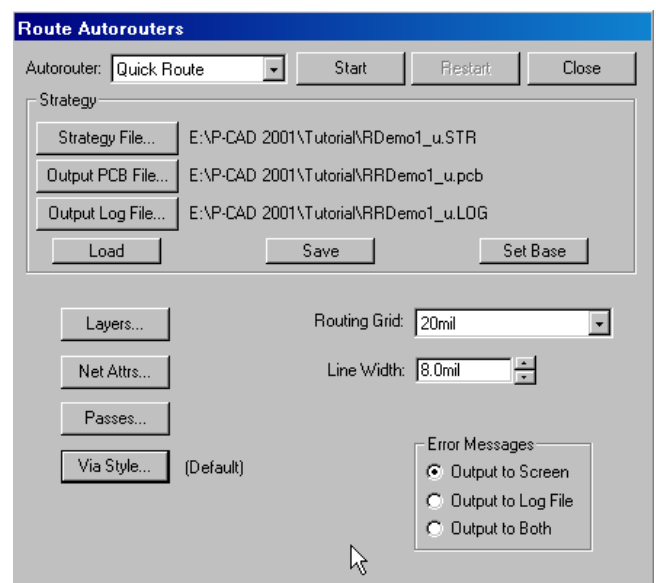 Route Autorouters
Autorouter: Quick Route Start Restart Close
Strategy
Strategy File... E:\P-CAD 2001\Tutorial\RDemo1_u.STR
Output PCB File... E:\P-CAD 2001\Tutorial\RRDemo1_u.pcb
Output Log File... E:\P-CAD 2001\Tutorial\RRDemo1_u.LOG
Load Save Set Base
Layers... Routing Grid: 20mil
Net Attrs... Line Width: 8.0mil
Passes...
Via Style... (Default)
Error Messages
Output to Screen
Output to Log File
Output to Both